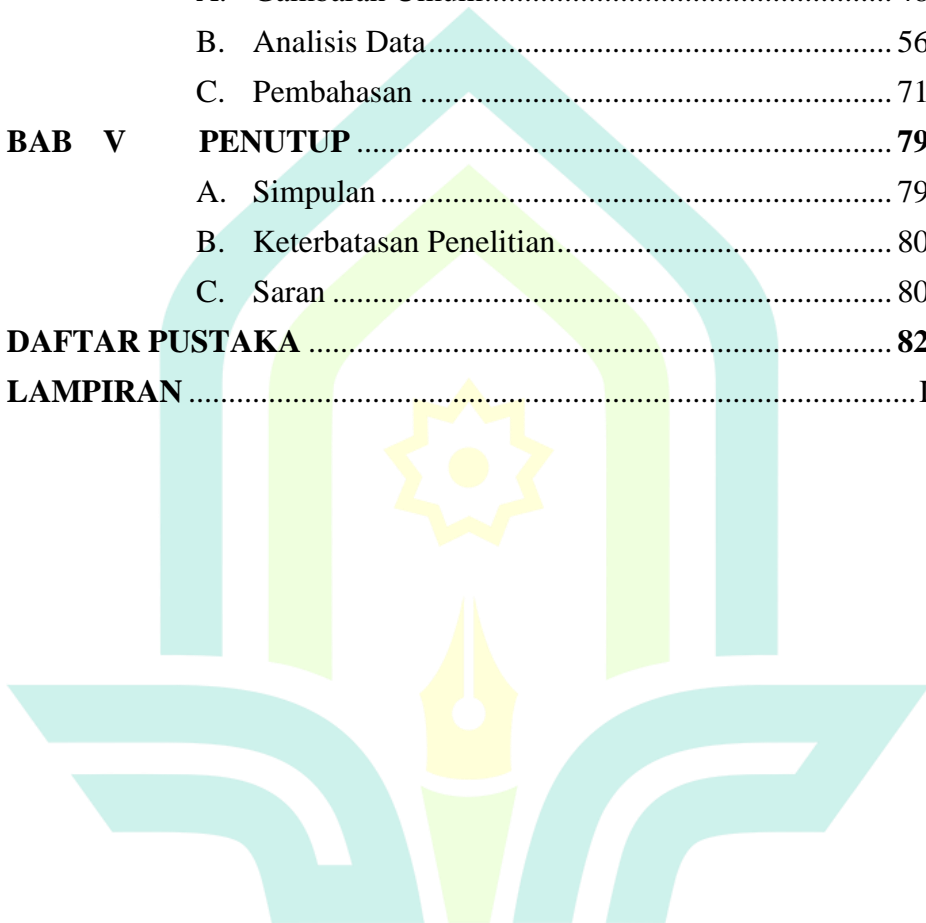 B. Analisis Data.......................................................................... 56
C. Pembahasan ........................................................................... 71
BAB V PENUTUP ..................................................................................... 79
A. Simpulan ................................................................................. 79
B. Keterbatasan Penelitian..................................................... 80
C. Saran ......................................................................................... 80
DAFTAR PUSTAKA ............................................................................................. 82
LAMPIRAN ................................................................................................................I